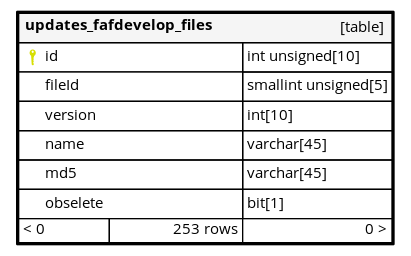 updates_fafdevelop_files [table]
id int unsigned[10]
fileId smallint unsigned[5]
version int[10]
name varchar[45]
md5 varchar[45]
obselete bit[1]
< 0 253 rows 0 >